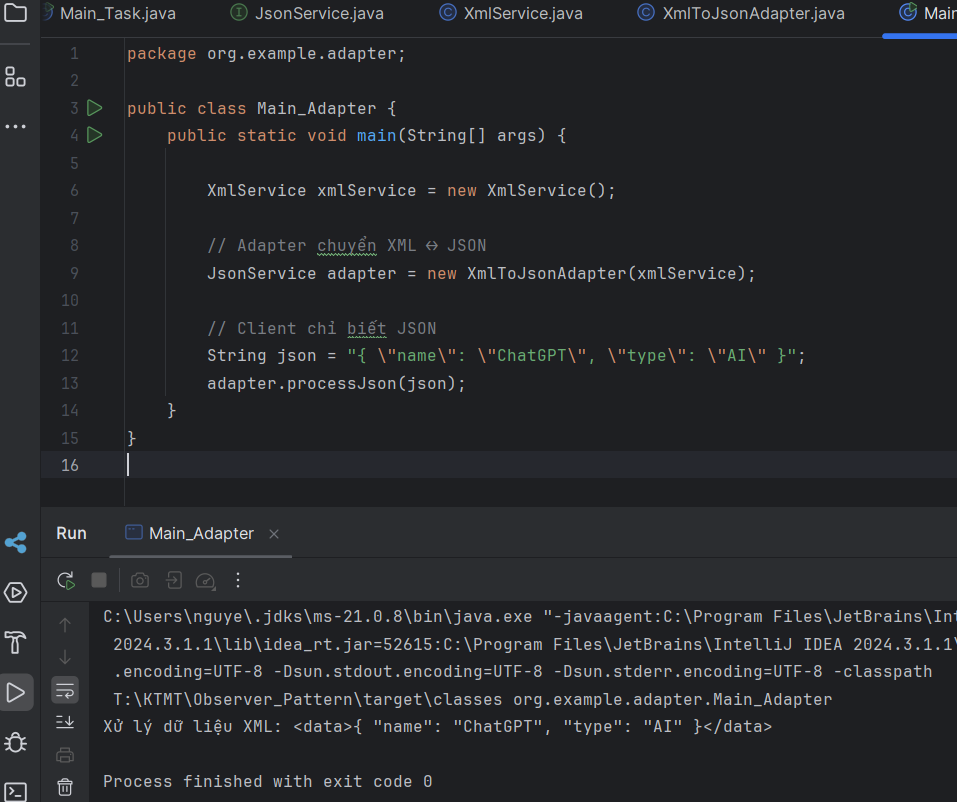 Main_Task.java JsonService.java XmlService.java XmlToJsonAdapter.java Main
1 package org.example.adapter;
2
3 public class Main_Adapter {
4 public static void main(String[] args) {
5
6 XmlService xmlService = new XmlService();
7
8 // Adapter chuyển XML ↔ JSON
9 JsonService adapter = new XmlToJsonAdapter(xmlService);
10
11 // Client chỉ biết JSON
12 String json = "{ \"name\": \"ChatGPT\", \"type\": \"AI\" }";
13 adapter.processJson(json);
14 }
15 }
16
Run Main_Adapter
C:\Users\nguye\.jdks\ms-21.0.8\bin\java.exe "-javaagent:C:\Program Files\JetBrains\Int
2024.3.1.1\lib\idea_rt.jar=52615:C:\Program Files\JetBrains\IntelliJ IDEA 2024.3.1.1\
.encoding=UTF-8 -Dsun.stdout.encoding=UTF-8 -Dsun.stderr.encoding=UTF-8 -classpath
T:\KTMT\Observer_Pattern\target\classes org.example.adapter.Main_Adapter
Xử lý dữ liệu XML: <data>{ "name": "ChatGPT", "type": "AI" }</data>
Process finished with exit code 0